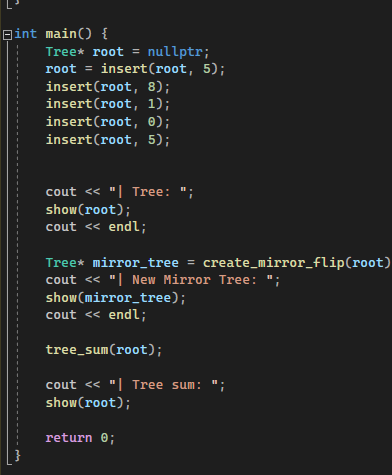 }
int main() {
Tree* root = nullptr;
root = insert(root, 5);
insert(root, 8);
insert(root, 1);
insert(root, 0);
insert(root, 5);
cout << "| Tree: ";
show(root);
cout << endl;
Tree* mirror_tree = create_mirror_flip(root)
cout << "| New Mirror Tree: ";
show(mirror_tree);
cout << endl;
tree_sum(root);
cout << "| Tree sum: ";
show(root);
return 0;
}